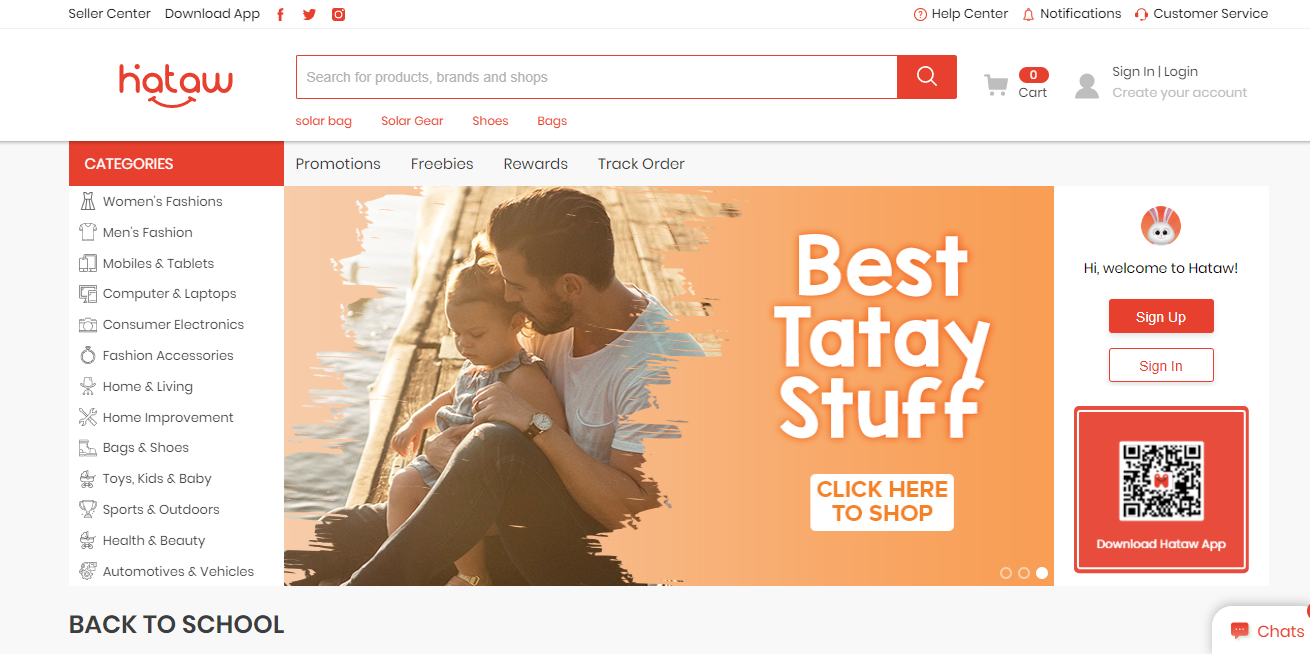 Seller Center Download App
Help Center Notifications Customer Service
hataw
Search for products, brands and shops
0
Cart
Sign In | Login
Create your account
solar bag Solar Gear Shoes Bags
CATEGORIES
Promotions Freebies Rewards Track Order
Women's Fashions
Men's Fashion
Mobiles & Tablets
Computer & Laptops
Consumer Electronics
Fashion Accessories
Home & Living
Home Improvement
Bags & Shoes
Toys, Kids & Baby
Sports & Outdoors
Health & Beauty
Automotives & Vehicles
Best
Tatay
Stuff
CLICK HERE
TO SHOP
Hi, welcome to Hataw!
Sign Up
Sign In
Download Hataw App
BACK TO SCHOOL
Chats